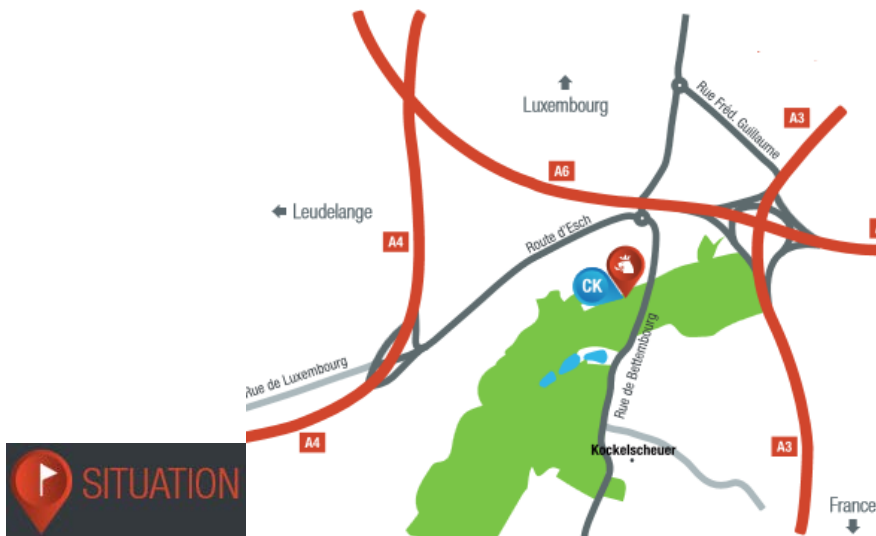 Luxembourg
Rue Fréd. Guillaume
A3
A6
Leudelange
A4
Route d'Esch
CK
Rue de Luxembourg
Rue de Bettembourg
A4
Kockelscheuer
A3
SITUATION
France